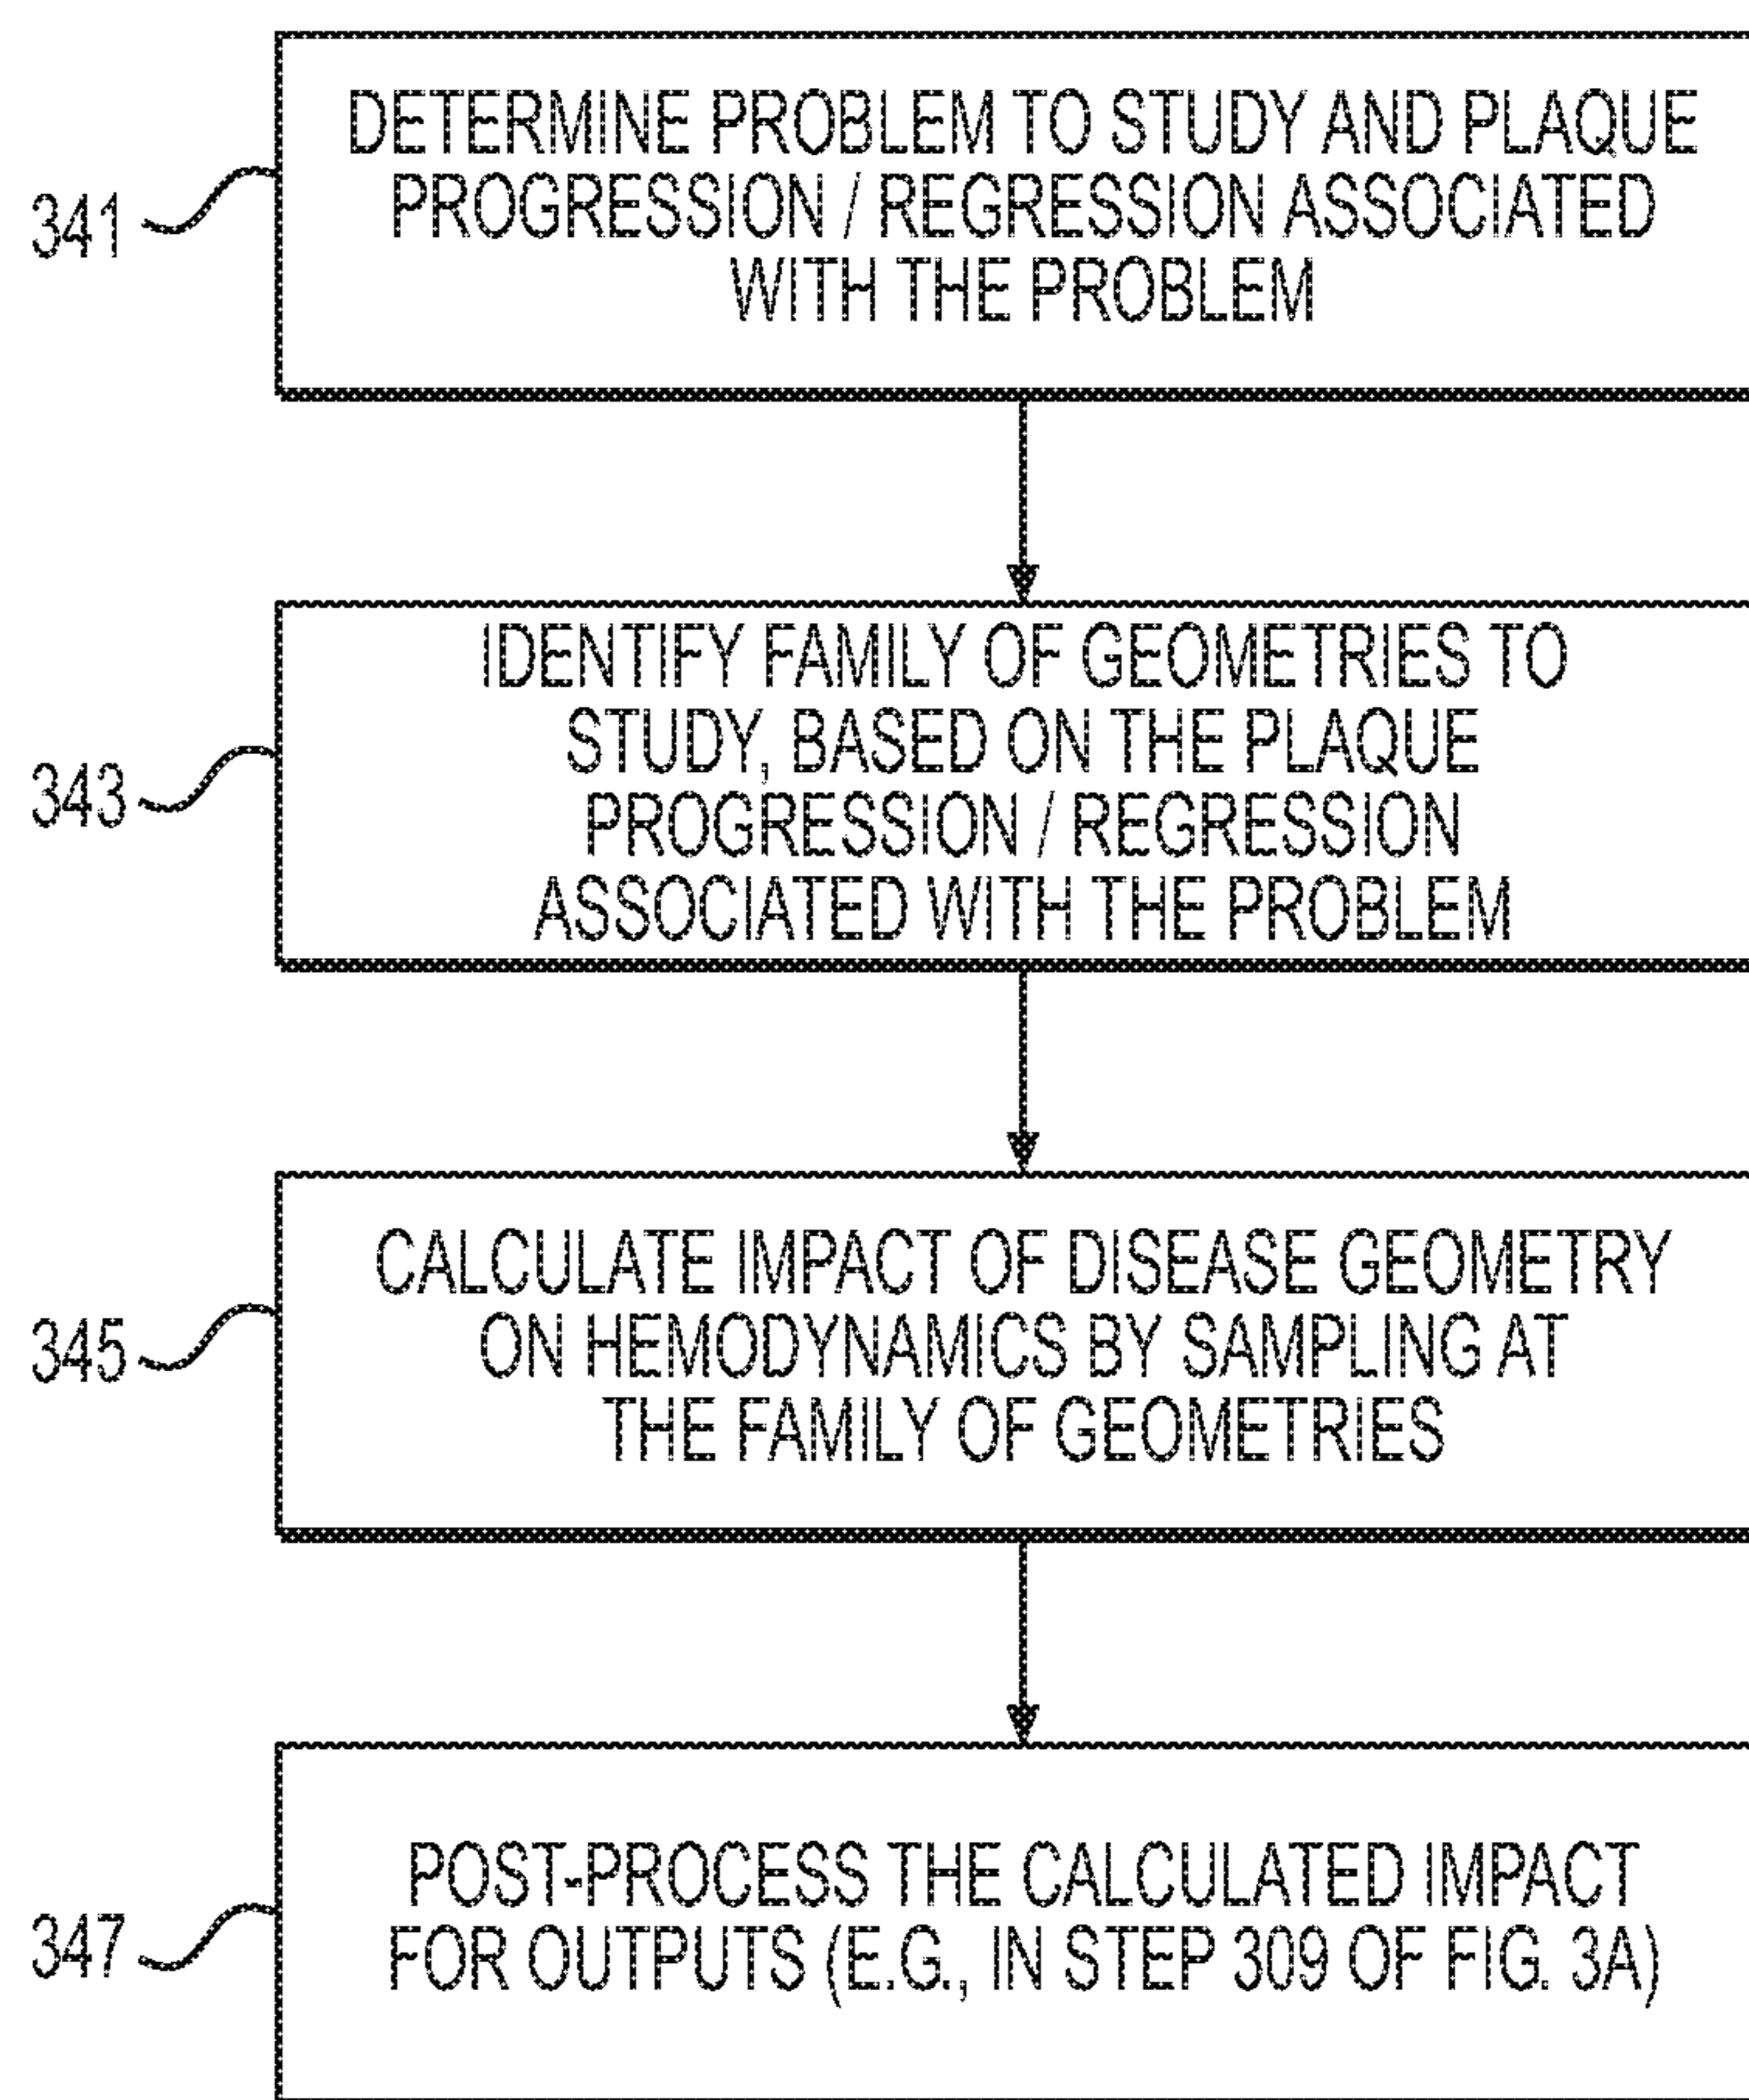 341
DETERMINE PROBLEM TO STUDY AND PLAQUE
PROGRESSION / REGRESSION ASSOCIATED
WITH THE PROBLEM
343
IDENTIFY FAMILY OF GEOMETRIES TO
STUDY, BASED ON THE PLAQUE
PROGRESSION / REGRESSION
ASSOCIATED WITH THE PROBLEM
345
CALCULATE IMPACT OF DISEASE GEOMETRY
ON HEMODYNAMICS BY SAMPLING AT
THE FAMILY OF GEOMETRIES
347
POST-PROCESS THE CALCULATED IMPACT
FOR OUTPUTS (E.G., IN STEP 309 OF FIG. 3A)